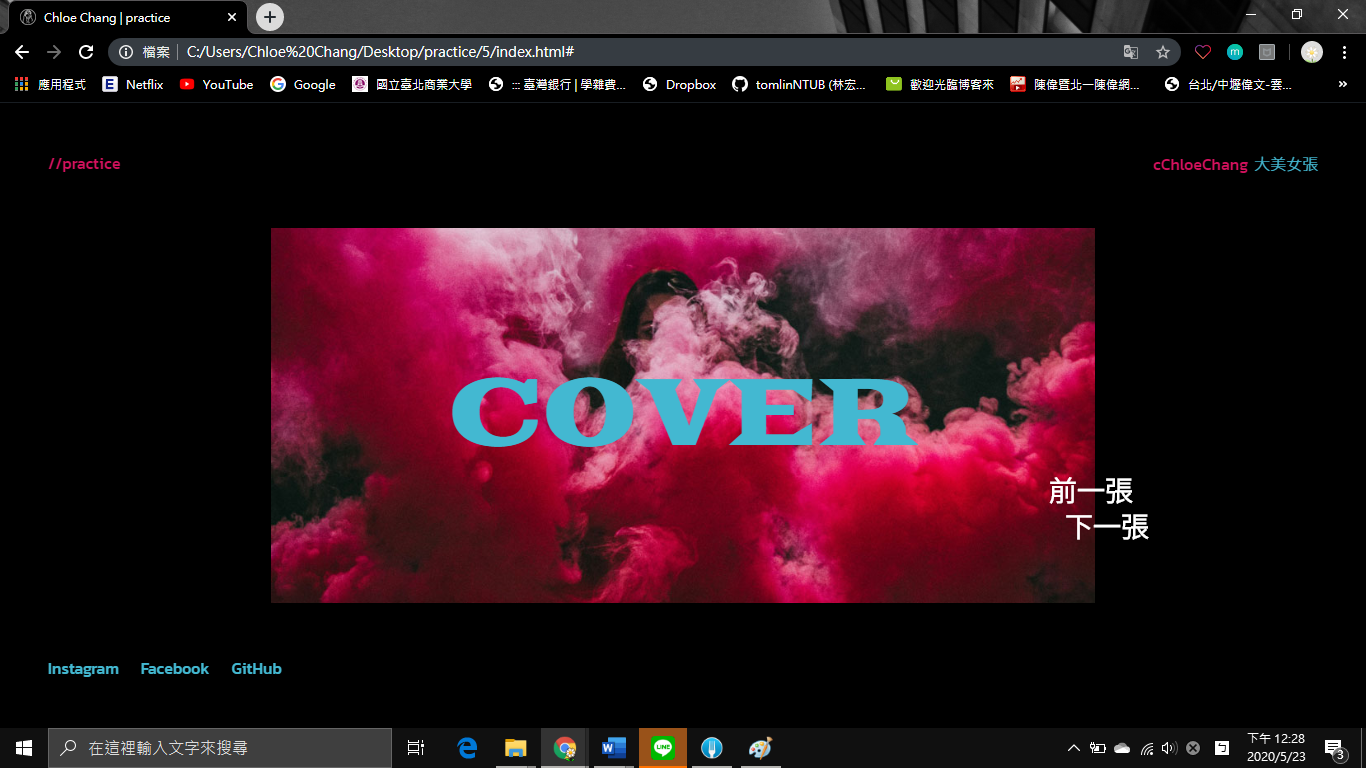 Chloe Chang | practice
檔案 C:/Users/Chloe%20Chang/Desktop/practice/5/index.html#
應用程式 Netflix YouTube Google 國立臺北商業大學 ::: 臺灣銀行 | 學雜費... Dropbox tomlinNTUB (林宏... 歡迎光臨博客來 陳偉暨北一陳偉網... 台北/中壢偉文-雲... »
//practice cChloeChang 大美女張
COVER
前一張
下一張
Instagram Facebook GitHub
在這裡輸入文字來搜尋
下午 12:28
2020/5/23
3